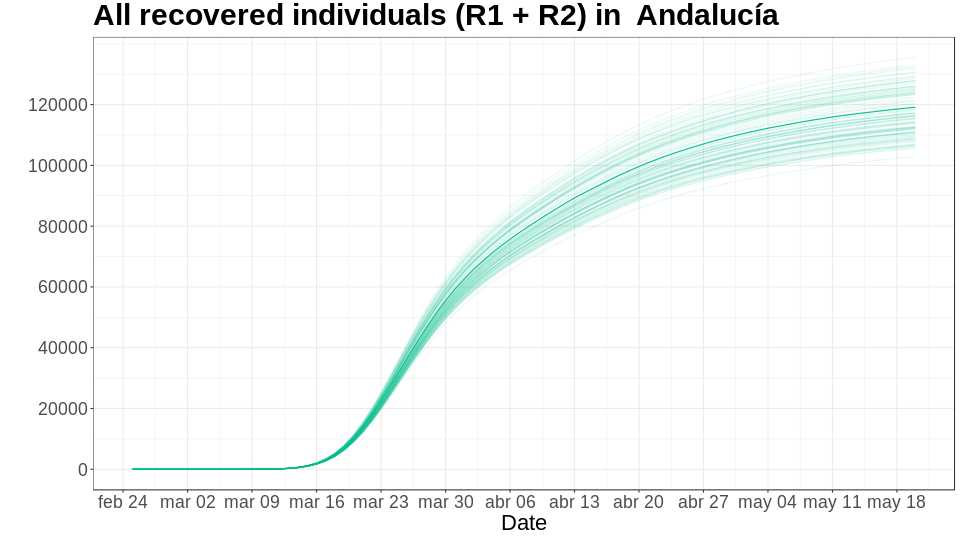 All recovered individuals (R1 + R2) in  Andalucía
120000
100000
80000
60000
40000
20000
0
feb 24 mar 02 mar 09 mar 16 mar 23 mar 30 abr 06 abr 13 abr 20 abr 27 may 04 may 11 may 18
Date